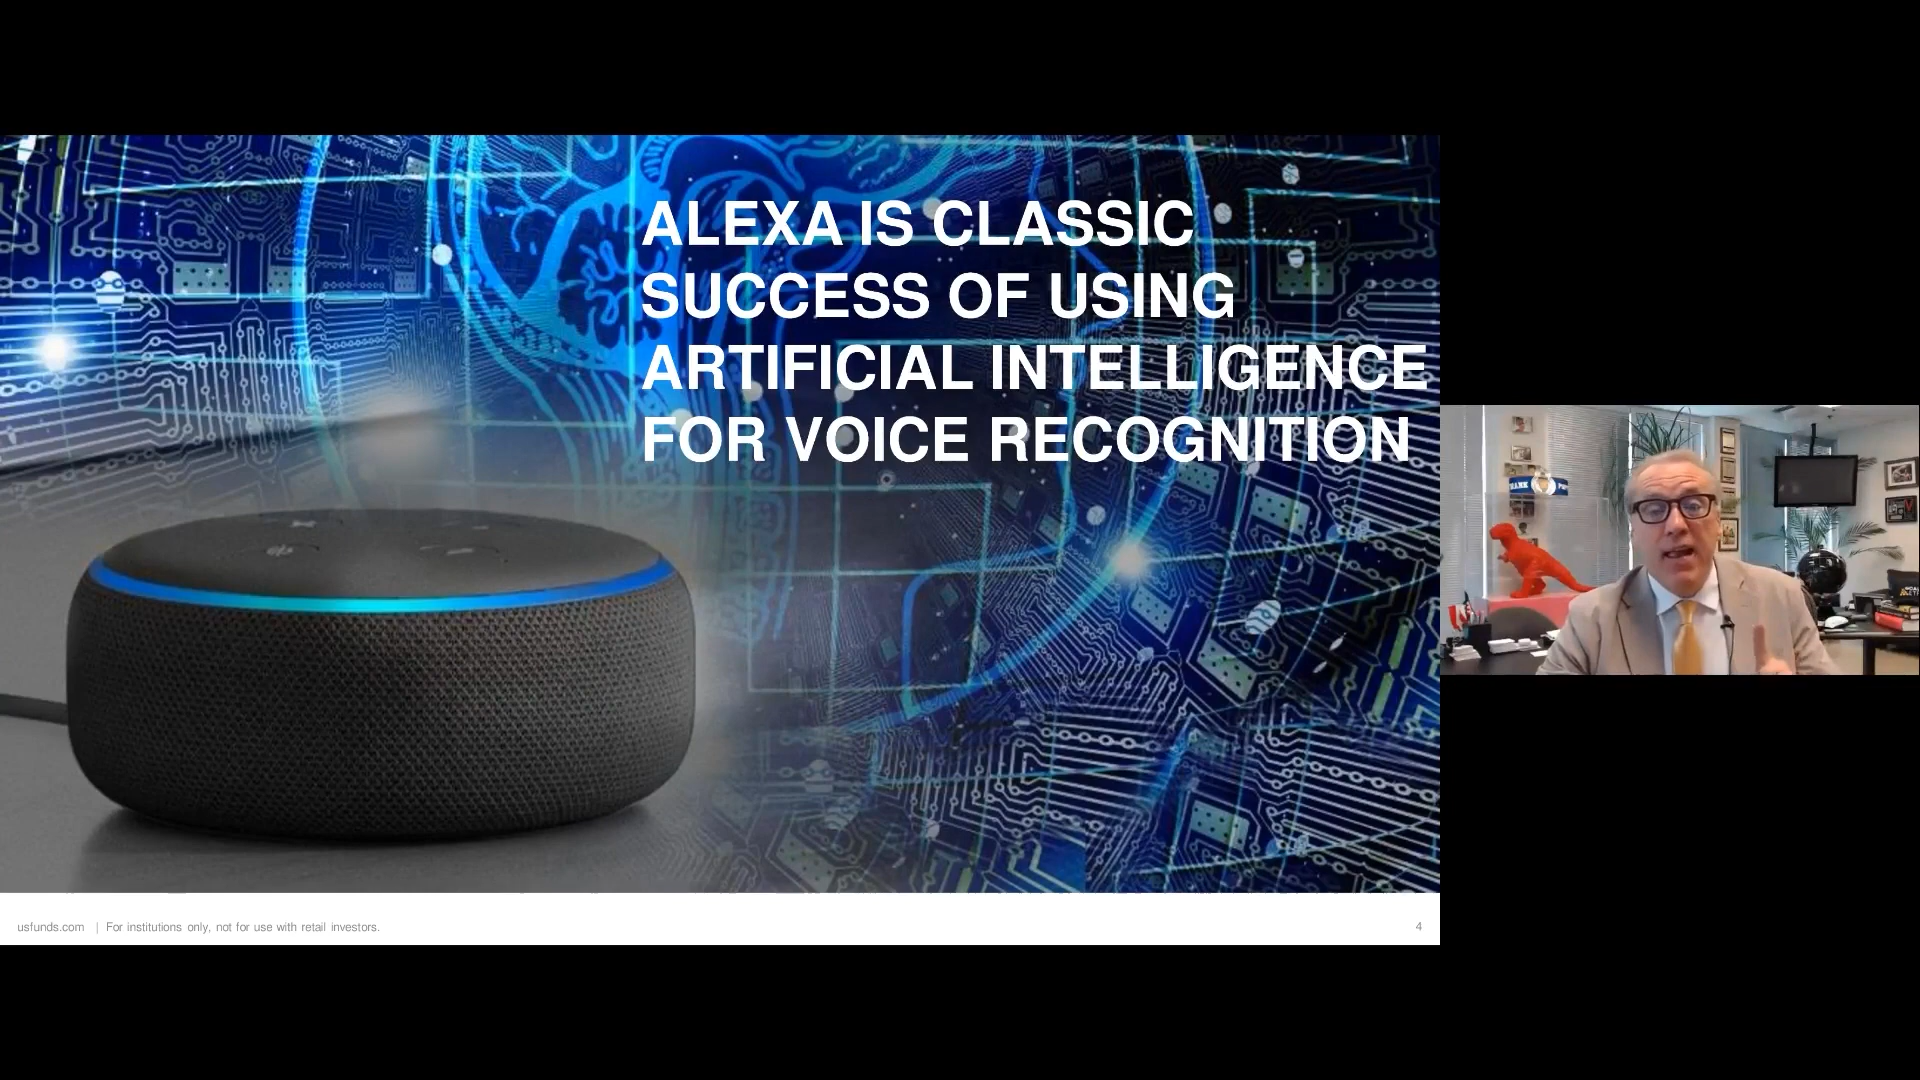 ALEXA IS CLASSIC
SUCCESS OF USING
ARTIFICIAL INTELLIGENCE
FOR VOICE RECOGNITION
usfunds.com | For institutions only, not for use with retail investors.
4